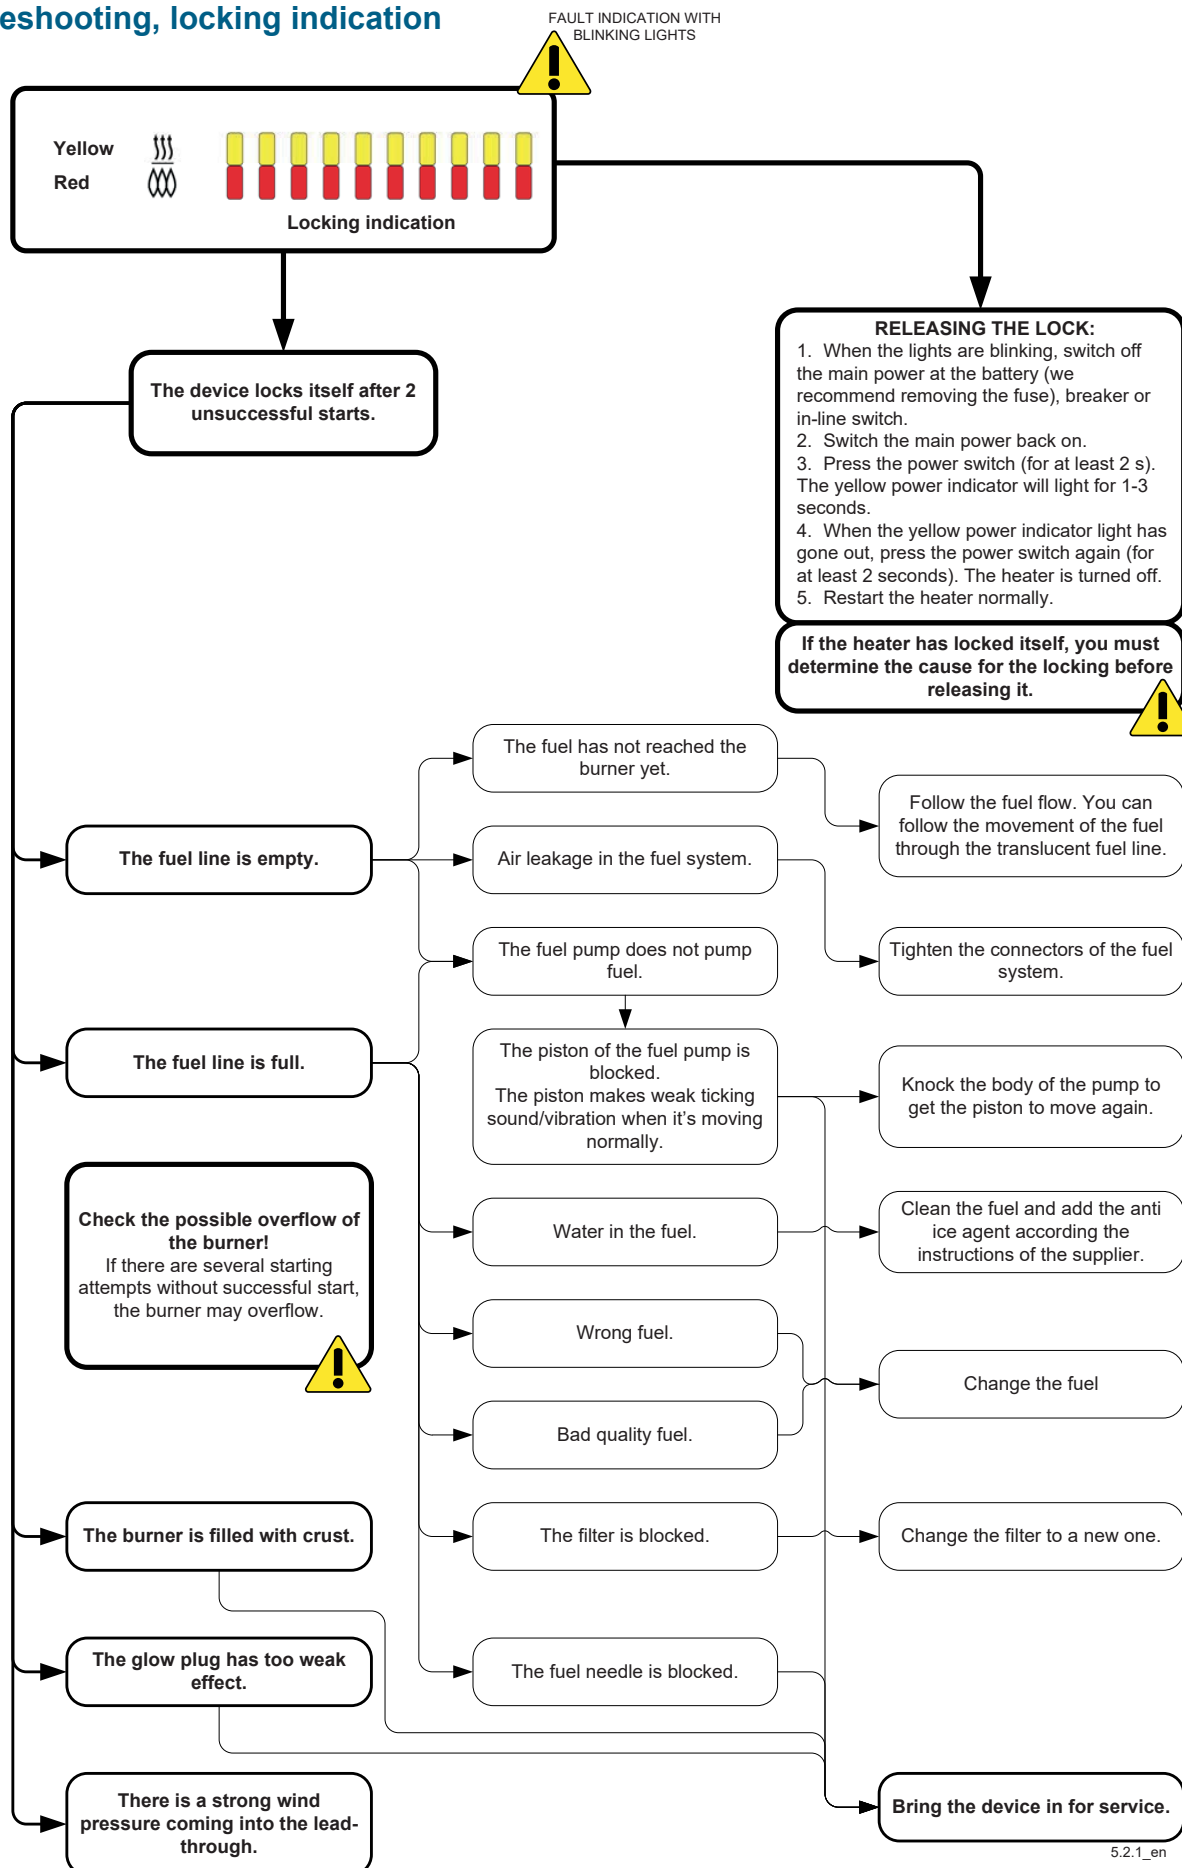 eshooting, locking indication
FAULT INDICATION WITH
BLINKING LIGHTS
Yellow
Red
Locking indication
The device locks itself after 2
unsuccessful starts.
RELEASING THE LOCK:
1. When the lights are blinking, switch off
the main power at the battery (we
recommend removing the fuse), breaker or
in-line switch.
2. Switch the main power back on.
3. Press the power switch (for at least 2 s).
The yellow power indicator will light for 1-3
seconds.
4. When the yellow power indicator light has
gone out, press the power switch again (for
at least 2 seconds). The heater is turned off.
5. Restart the heater normally.
If the heater has locked itself, you must
determine the cause for the locking before
releasing it.
The fuel has not reached the
burner yet.
Follow the fuel flow. You can
follow the movement of the fuel
through the translucent fuel line.
The fuel line is empty.
Air leakage in the fuel system.
The fuel pump does not pump
fuel.
Tighten the connectors of the fuel
system.
The fuel line is full.
The piston of the fuel pump is
blocked.
The piston makes weak ticking
sound/vibration when it's moving
normally.
Knock the body of the pump to
get the piston to move again.
Check the possible overflow of
the burner!
If there are several starting
attempts without successful start,
the burner may overflow.
Water in the fuel.
Clean the fuel and add the anti
ice agent according the
instructions of the supplier.
Wrong fuel.
Change the fuel
Bad quality fuel.
The burner is filled with crust.
The filter is blocked.
Change the filter to a new one.
The glow plug has too weak
effect.
The fuel needle is blocked.
There is a strong wind
pressure coming into the lead-
through.
Bring the device in for service.
5.2.1_en